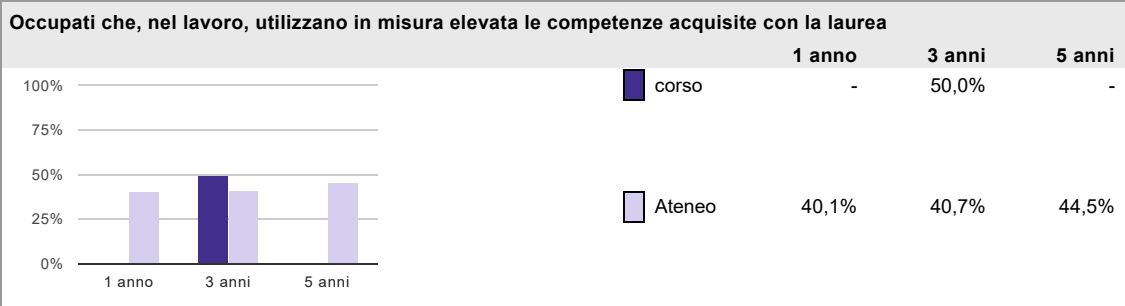 Occupati che, nel lavoro, utilizzano in misura elevata le competenze acquisite con la laurea
1 anno 3 anni 5 anni
corso - 50,0% -
Ateneo 40,1% 40,7% 44,5%
100%
75%
50%
25%
0%
1 anno 3 anni 5 anni